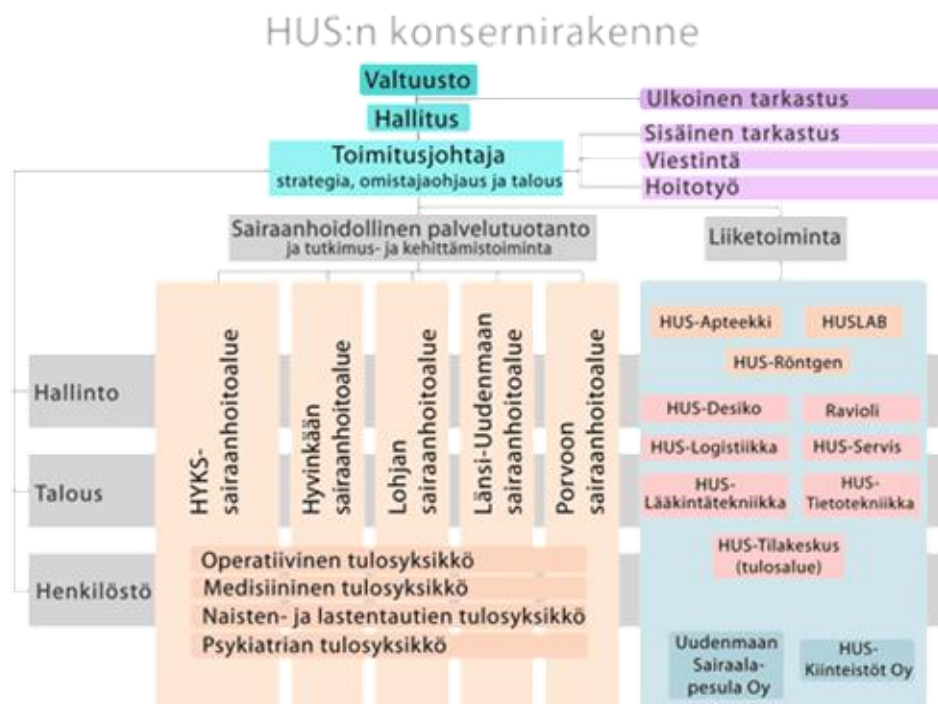 HUS:n konsernirakenne
Valtuusto
Hallitus
Toimitusjohtaja
strategia, omistajaohjaus ja talous
Ulkoinen tarkastus
Sisäinen tarkastus
Viestintä
Hoitotyö
Sairaanhoidollinen palvelutuotanto
ja tutkimus- ja kehittämistoiminta
Liiketoiminta
Hallinto
Talous
Henkilöstö
HYKS-
sairaanhoitoalue
Hyvinkään
sairaanhoitoalue
Lohjan
sairaanhoitoalue
Länsi-Uudenmaan
sairaanhoitoalue
Porvoon
sairaanhoitoalue
Operatiivinen tulosyksikkö
Medisiininen tulosyksikkö
Naisten- ja lastentautien tulosyksikkö
Psykiatrian tulosyksikkö
HUS-Apteekki
HUSLAB
HUS-Röntgen
HUS-Desiko
Ravioli
HUS-Logistiikka
HUS-Servis
HUS-
Lääkintätekniikka
HUS-
Tietotekniikka
HUS-Tilakeskus
(tulosalue)
Uudenmaan
Sairaala-
pesula Oy
HUS-
Kiinteistöt Oy